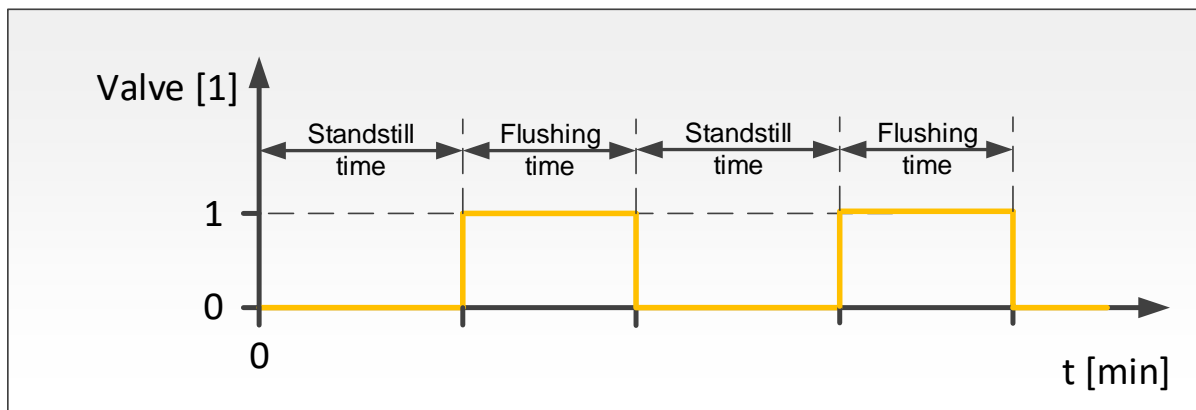 Valve [1]
Standstill
time
Flushing
time
Standstill
time
Flushing
time
1
0
0
t [min]